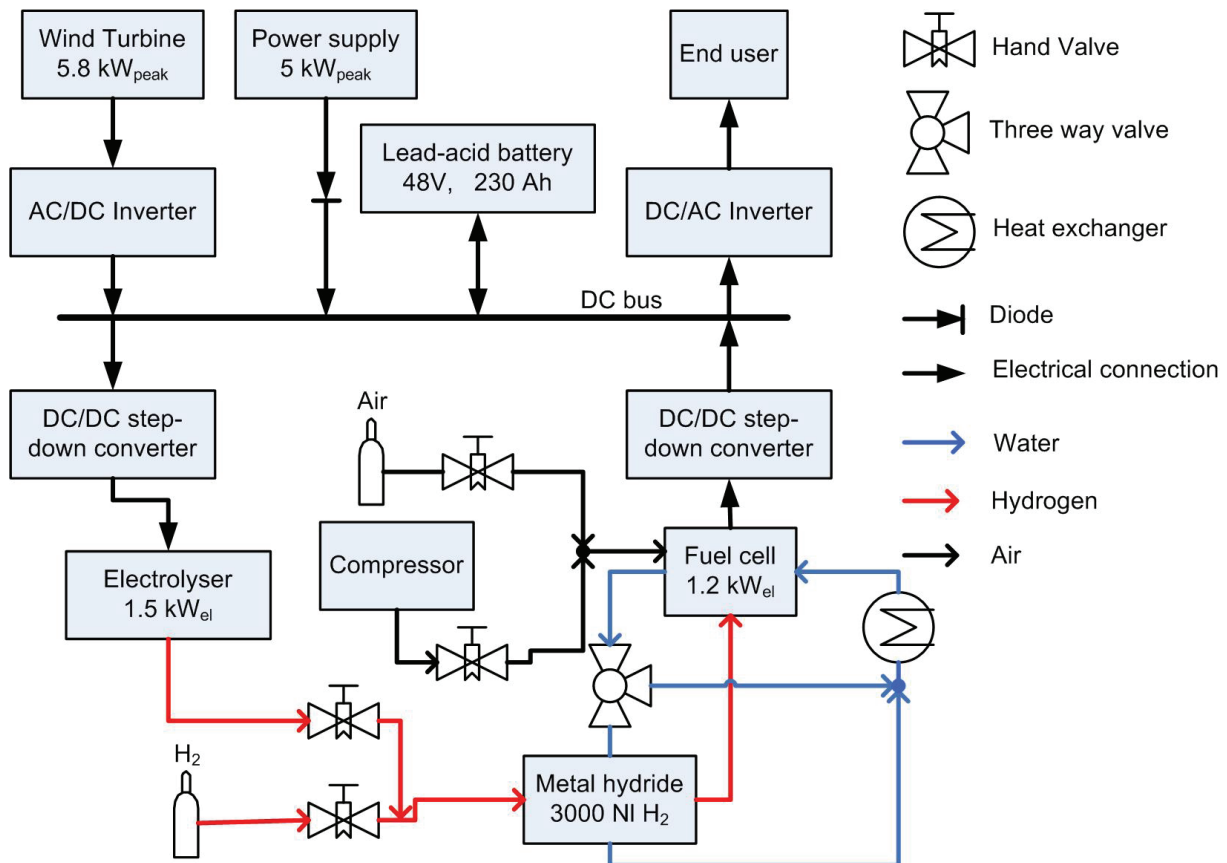 Wind Turbine
5.8 kWpeak
Power supply
5 kWpeak
End user
Hand Valve
Three way valve
Lead-acid battery
48V, 230 Ah
AC/DC Inverter
DC/AC Inverter
Heat exchanger
DC bus
Diode
Electrical connection
DC/DC step-
down converter
Air
DC/DC step-
down converter
Water
Hydrogen
Air
Electrolyser
1.5 kWel
Compressor
Fuel cell
1.2 kWel
H2
Metal hydride
3000 Nl H2